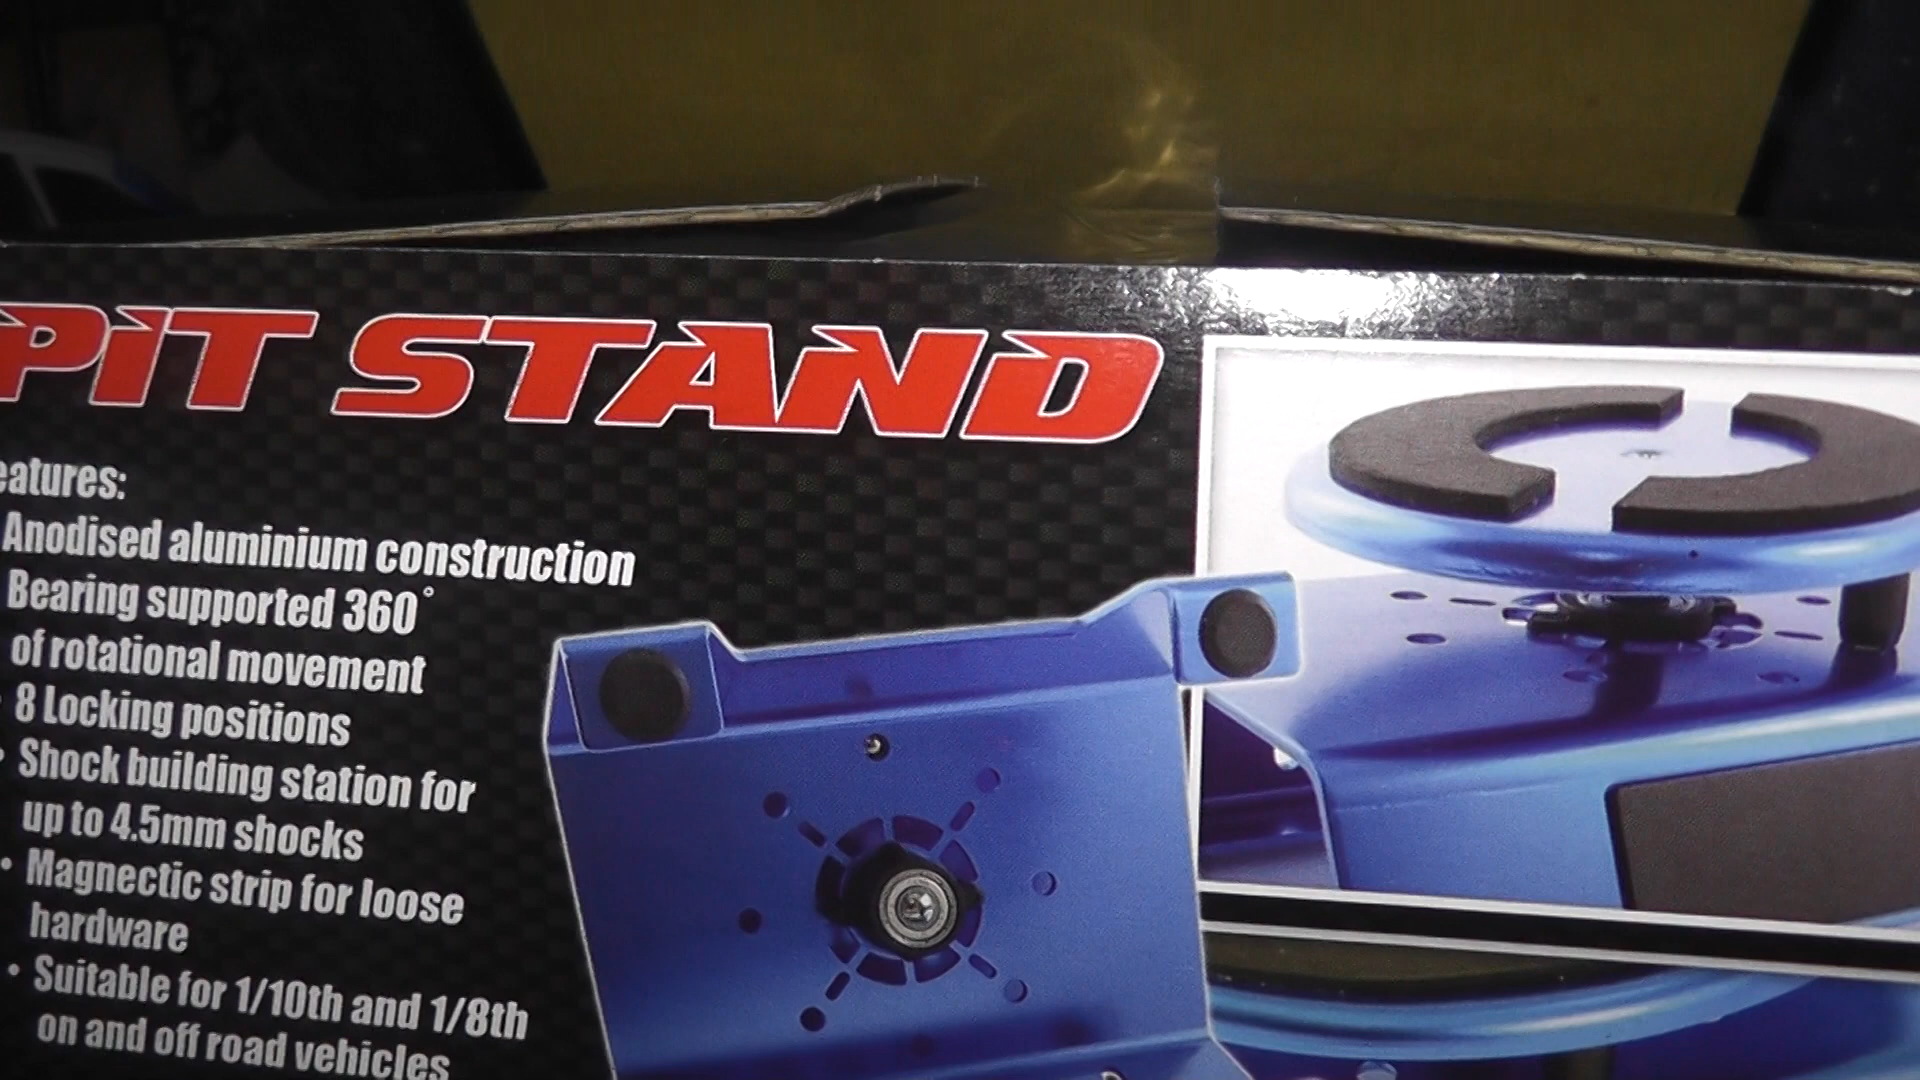 PIT STAND
eatures:
Anodised aluminium construction
Bearing supported 360°
of rotational movement
• 8 Locking positions
• Shock building station for
up to 4.5mm shocks
• Magnectic strip for loose
hardware
• Suitable for 1/10th and 1/8th
on and off road vehicles